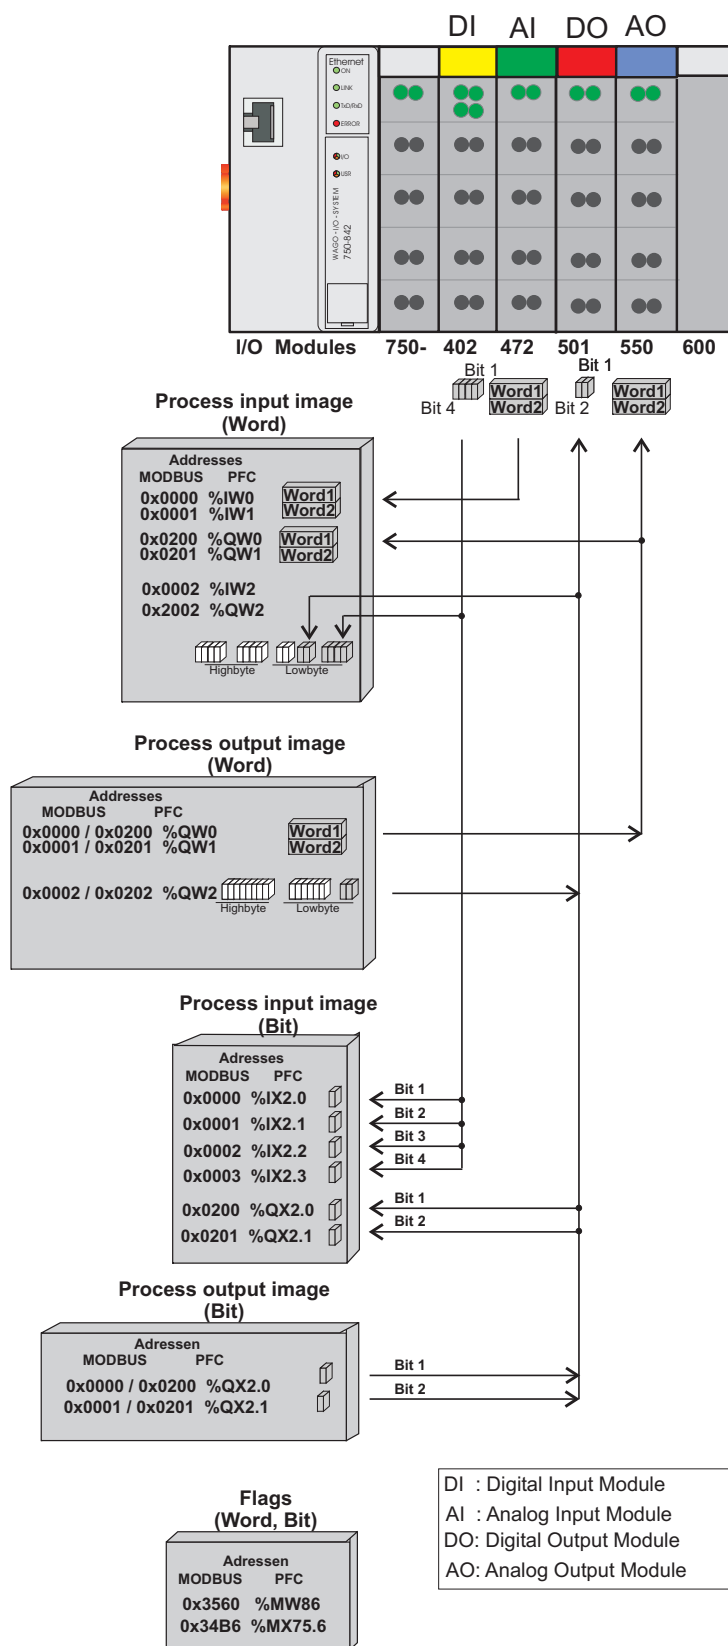 DI AI DO AO
Ethernet
ON
LINK
TxD/RxD
ERROR
I/O
USR
WAGO-I/O-SYSTEM
750-842
I/O Modules 750- 402 472 501 550 600
Bit 1 Bit 1
Bit 4 Word1 Bit 2 Word1
Word2 Word2
Process input image
(Word)
Addresses
MODBUS PFC
0x0000 %IW0 Word1
0x0001 %IW1 Word2
0x0200 %QW0 Word1
0x0201 %QW1 Word2
0x0002 %IW2
0x2002 %QW2
Highbyte Lowbyte
Process output image
(Word)
Addresses
MODBUS PFC
0x0000 / 0x0200 %QW0 Word1
0x0001 / 0x0201 %QW1 Word2
0x0002 / 0x0202 %QW2
Highbyte Lowbyte
Process input image
(Bit)
Adresses
MODBUS PFC
0x0000 %IX2.0 Bit 1
0x0001 %IX2.1 Bit 2
0x0002 %IX2.2 Bit 3
0x0003 %IX2.3 Bit 4
0x0200 %QX2.0 Bit 1
0x0201 %QX2.1 Bit 2
Process output image
(Bit)
Adressen
MODBUS PFC
0x0000 / 0x0200 %QX2.0 Bit 1
0x0001 / 0x0201 %QX2.1 Bit 2
Flags
(Word, Bit)
Adressen
MODBUS PFC
0x3560 %MW86
0x34B6 %MX75.6
DI : Digital Input Module
AI : Analog Input Module
DO: Digital Output Module
AO: Analog Output Module